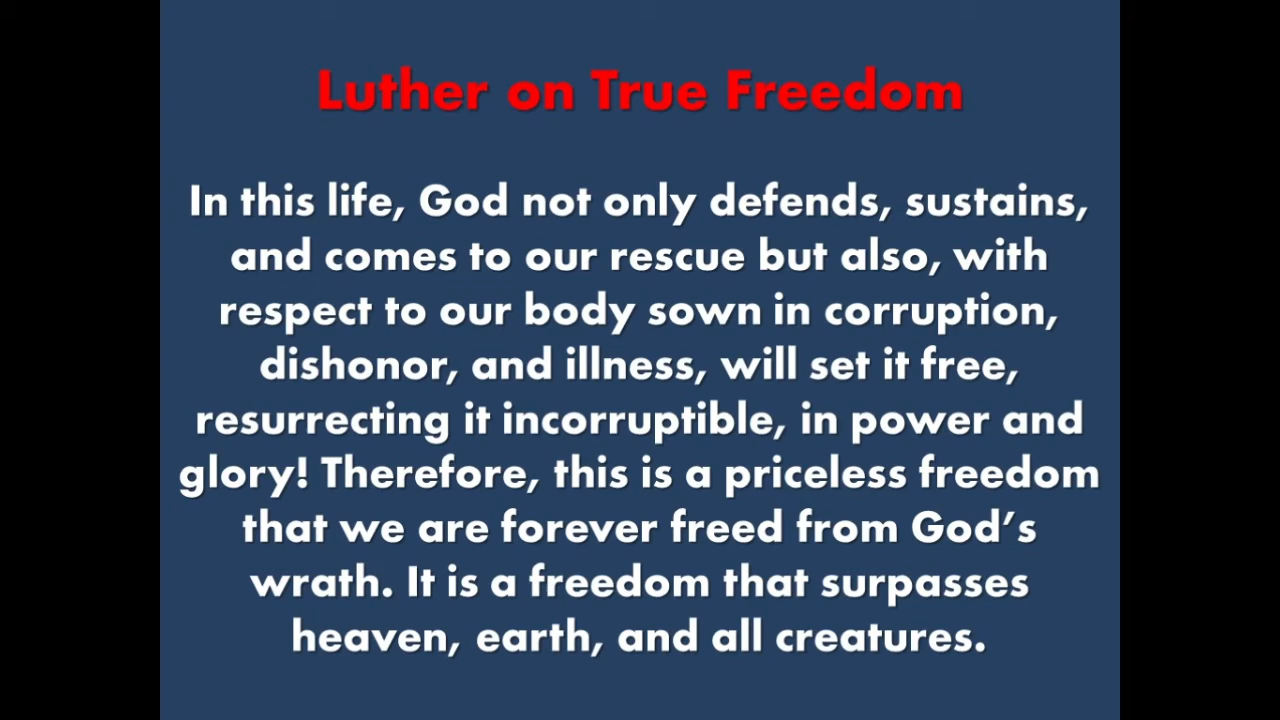 Luther on True Freedom
In this life, God not only defends, sustains,
and comes to our rescue but also, with
respect to our body sown in corruption,
dishonor, and illness, will set it free,
resurrecting it incorruptible, in power and
glory! Therefore, this is a priceless freedom
that we are forever freed from God’s
wrath. It is a freedom that surpasses
heaven, earth, and all creatures.